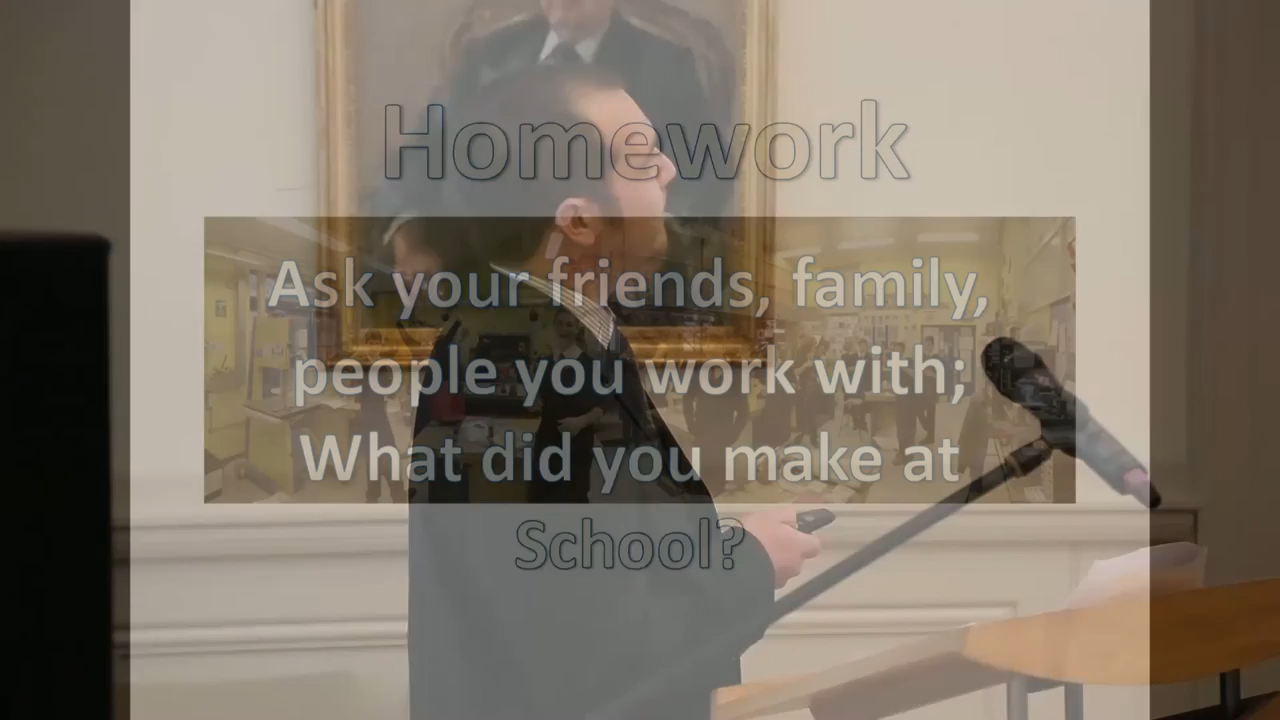 Homework
Ask your friends, family,
people you work with;
What did you make at
School?